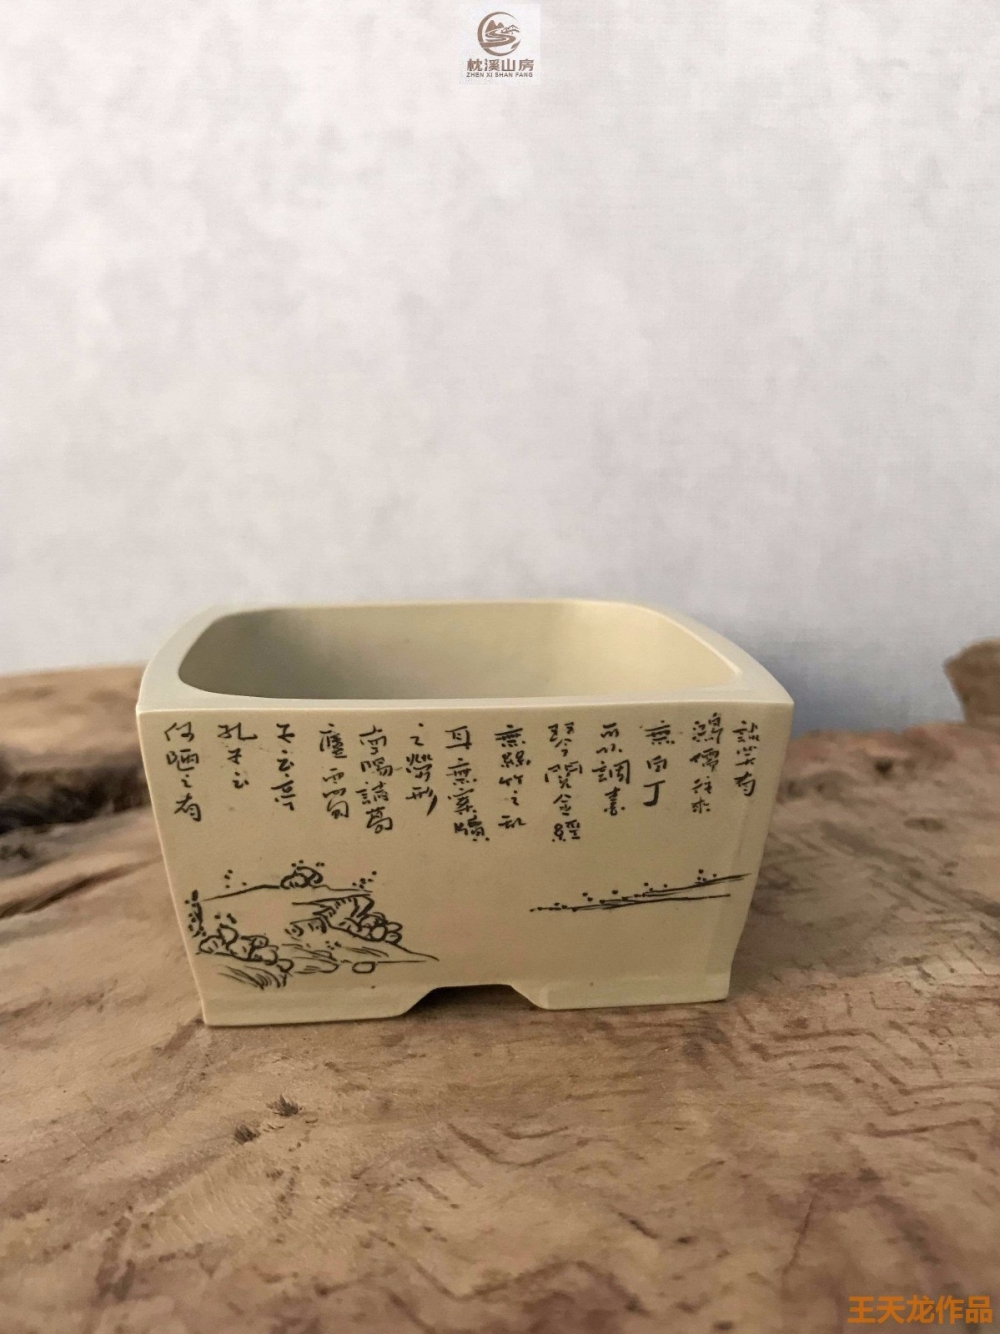 枕溪山房
ZHEN XI SHAN FANG
談笑有
鴻儒往来
無白丁
可以調素
琴閱金經
無絲竹之亂
耳無案牘
之勞形
南陽諸葛
廬西蜀
子云亭
孔子云
何陋之有
王天龙作品